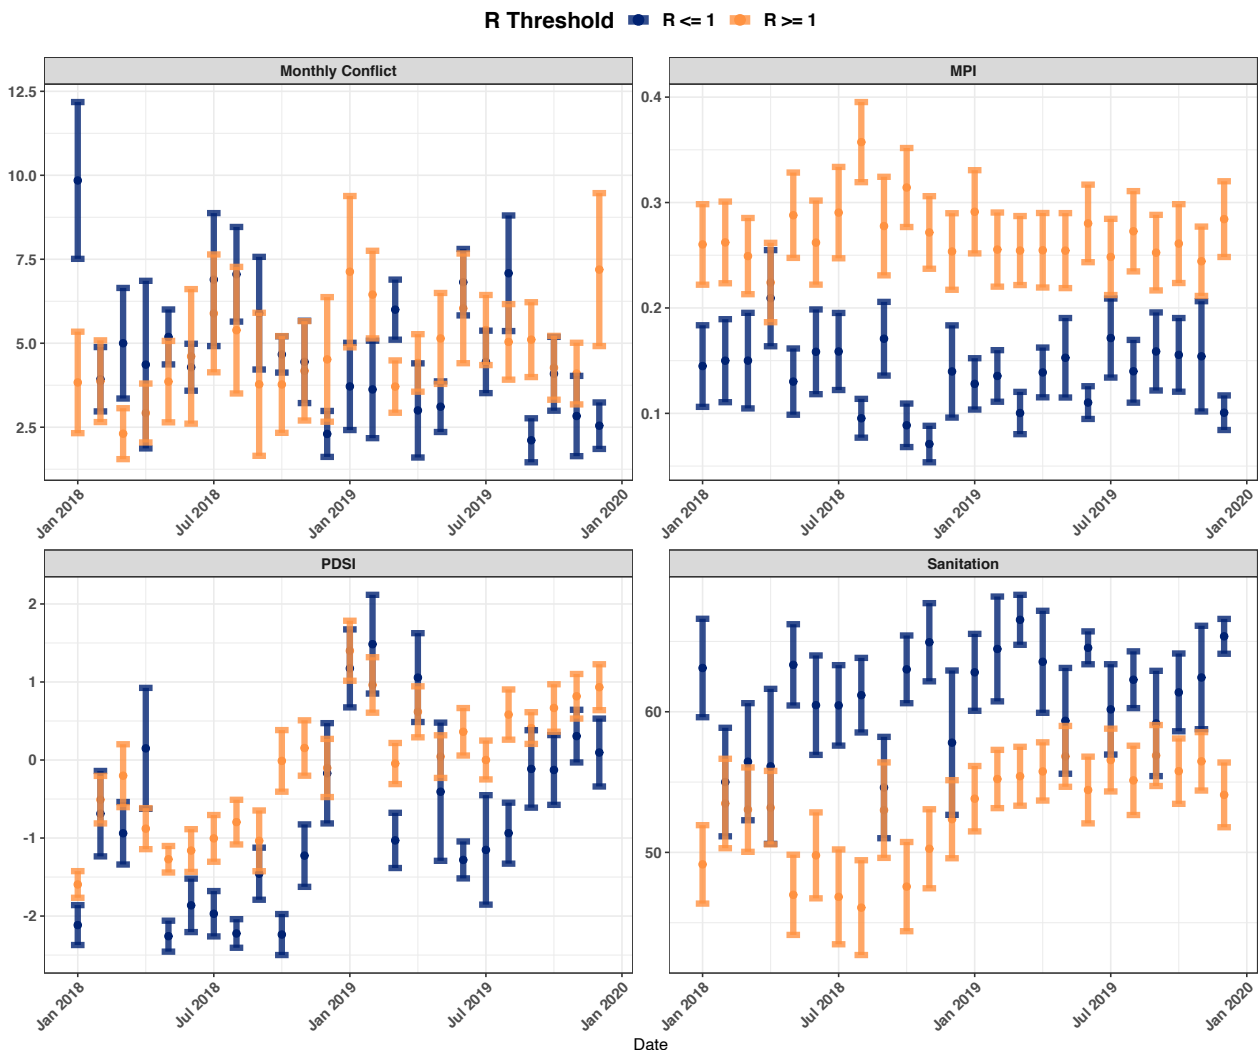 R Threshold R <= 1 R >= 1
Monthly Conflict
12.5
10.0
7.5
5.0
2.5
Jan 2018 Jul 2018 Jan 2019 Jul 2019 Jan 2020
MPI
0.4
0.3
0.2
0.1
Jan 2018 Jul 2018 Jan 2019 Jul 2019 Jan 2020
PDSI
2
1
0
-1
-2
Jan 2018 Jul 2018 Jan 2019 Jul 2019 Jan 2020
Sanitation
60
50
Jan 2018 Jul 2018 Jan 2019 Jul 2019 Jan 2020
Date